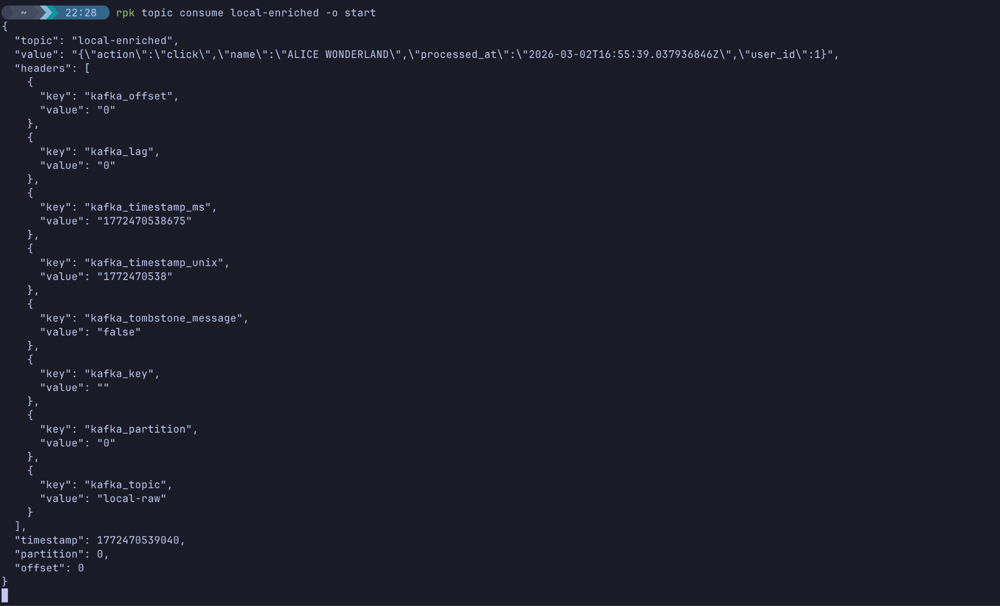 ~ 22:28 rpk topic consume local-enriched -o start
{
  "topic": "local-enriched",
  "value": "{\"action\":\"click\",\"name\":\"ALICE WONDERLAND\",\"processed_at\":\"2026-03-02T16:55:39.037936846Z\",\"user_id\":1}",
  "headers": [
    {
      "key": "kafka_offset",
      "value": "0"
    },
    {
      "key": "kafka_lag",
      "value": "0"
    },
    {
      "key": "kafka_timestamp_ms",
      "value": "1772470538675"
    },
    {
      "key": "kafka_timestamp_unix",
      "value": "1772470538"
    },
    {
      "key": "kafka_tombstone_message",
      "value": "false"
    },
    {
      "key": "kafka_key",
      "value": ""
    },
    {
      "key": "kafka_partition",
      "value": "0"
    },
    {
      "key": "kafka_topic",
      "value": "local-raw"
    }
  ],
  "timestamp": 1772470539040,
  "partition": 0,
  "offset": 0
}